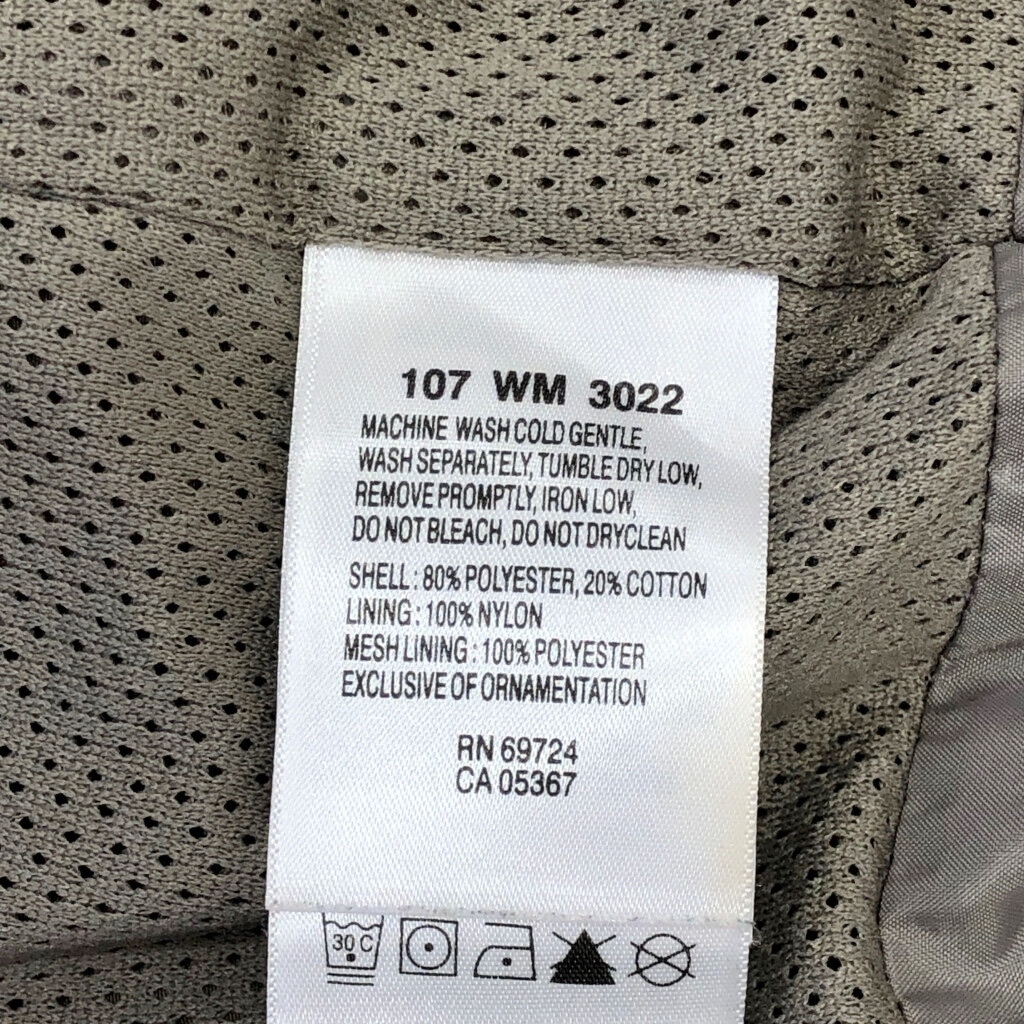 107 WM 3022
MACHINE WASH COLD GENTLE,
WASH SEPARATELY, TUMBLE DRY LOW,
REMOVE PROMPTLY, IRON LOW,
DO NOT BLEACH, DO NOT DRYCLEAN
SHELL : 80% POLYESTER, 20% COTTON
LINING : 100% NYLON
MESH LINING : 100% POLYESTER
EXCLUSIVE OF ORNAMENTATION
RN 69724
CA 05367
30 C